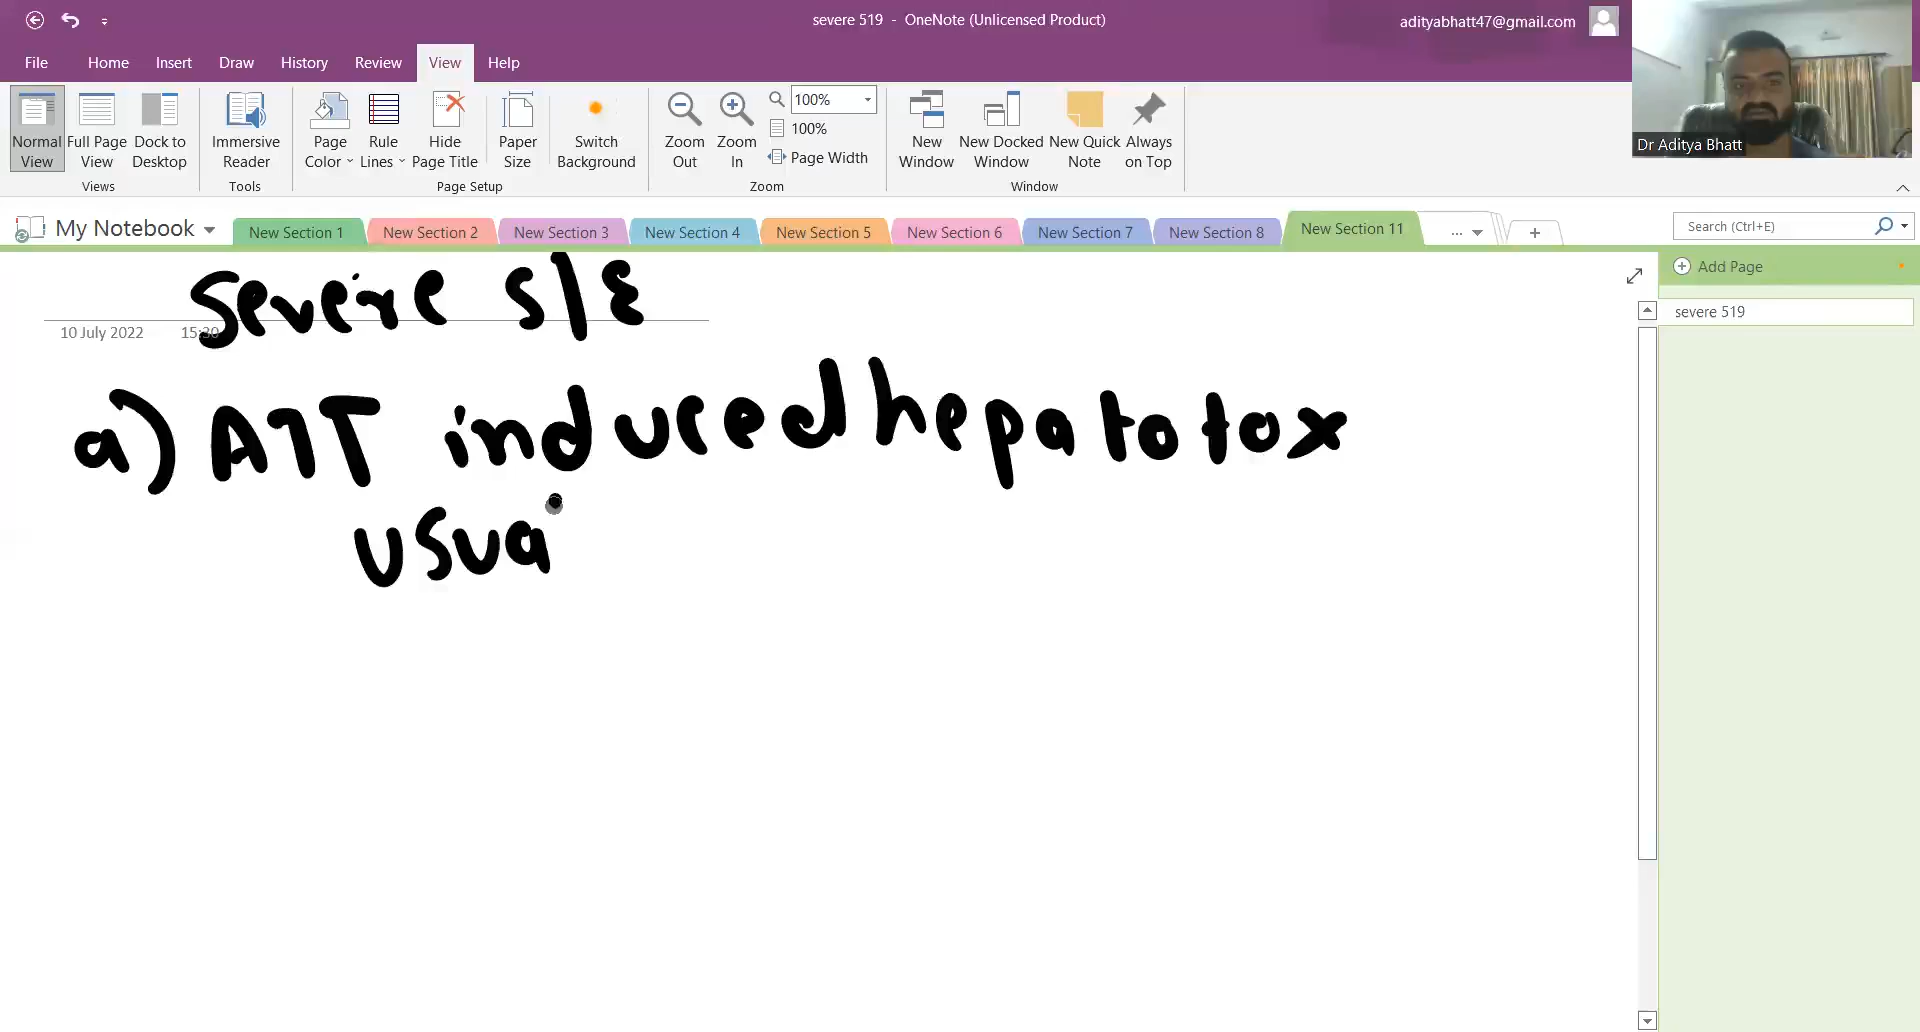 severe 519 - OneNote (Unlicensed Product)
adityabhatt47@gmail.com
File Home Insert Draw History Review View Help
Normal View
Full Page View
Dock to Desktop
Immersive Reader
Page Color
Rule Lines
Hide Page Title
Paper Size
Switch Background
Zoom Out
Zoom In
100%
100%
Page Width
New Window
New Docked Window
New Quick Note
Always on Top
Views Tools Page Setup Zoom Window
Dr Aditya Bhatt
My Notebook
New Section 1 New Section 2 New Section 3 New Section 4 New Section 5 New Section 6 New Section 7 New Section 8 New Section 11 ... +
Search (Ctrl+E)
Add Page
severe 519
Severe S/E
10 July 2022 15:30
a) ATT induced hepatotox
usua